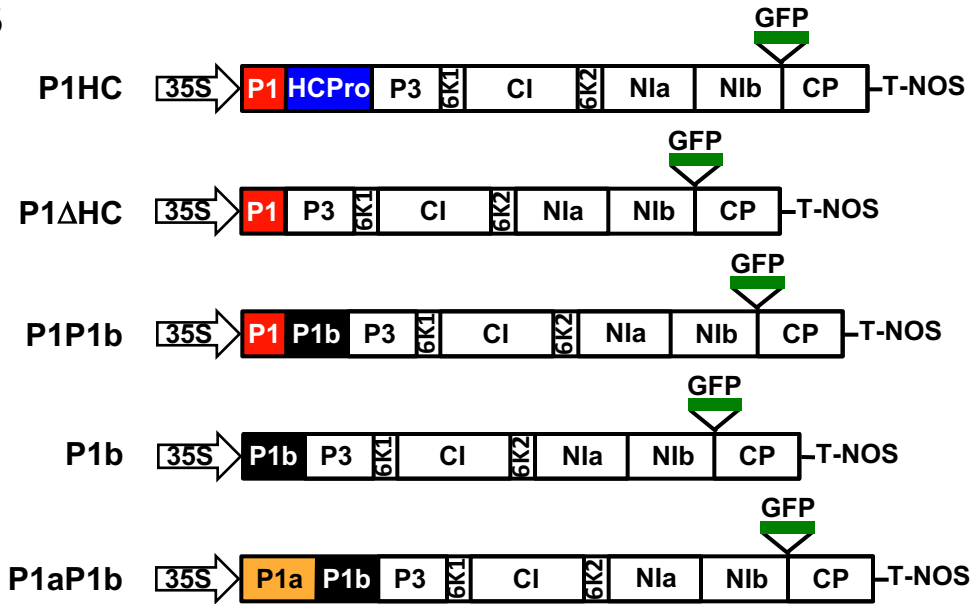 GFP
P1HC 35S P1 HCPro P3 6K1 CI 6K2 NIa NIb CP T-NOS
GFP
P1ΔHC 35S P1 P3 6K1 CI 6K2 NIa NIb CP T-NOS
GFP
P1P1b 35S P1 P1b P3 6K1 CI 6K2 NIa NIb CP T-NOS
GFP
P1b 35S P1b P3 6K1 CI 6K2 NIa NIb CP T-NOS
GFP
P1aP1b 35S P1a P1b P3 6K1 CI 6K2 NIa NIb CP T-NOS